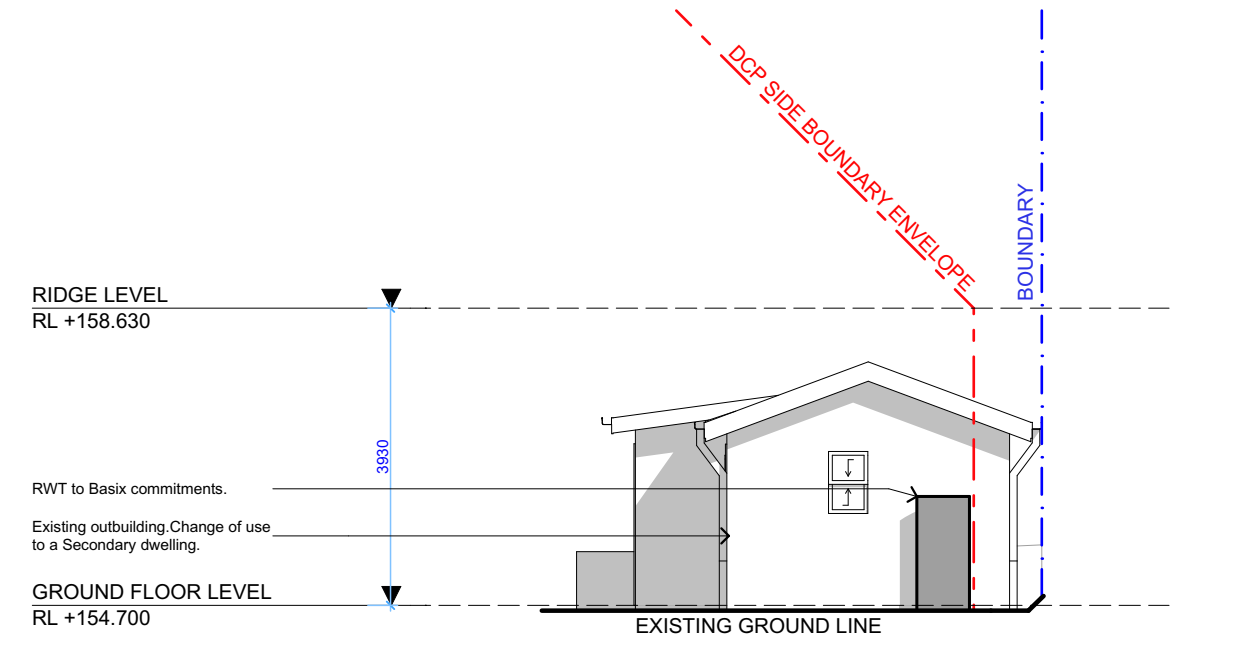 DCP SIDE BOUNDARY ENVELOPE
BOUNDARY
RIDGE LEVEL
RL +158.630
3930
RWT to Basix commitments.
Existing outbuilding.Change of use
to a Secondary dwelling.
GROUND FLOOR LEVEL
RL +154.700
EXISTING GROUND LINE